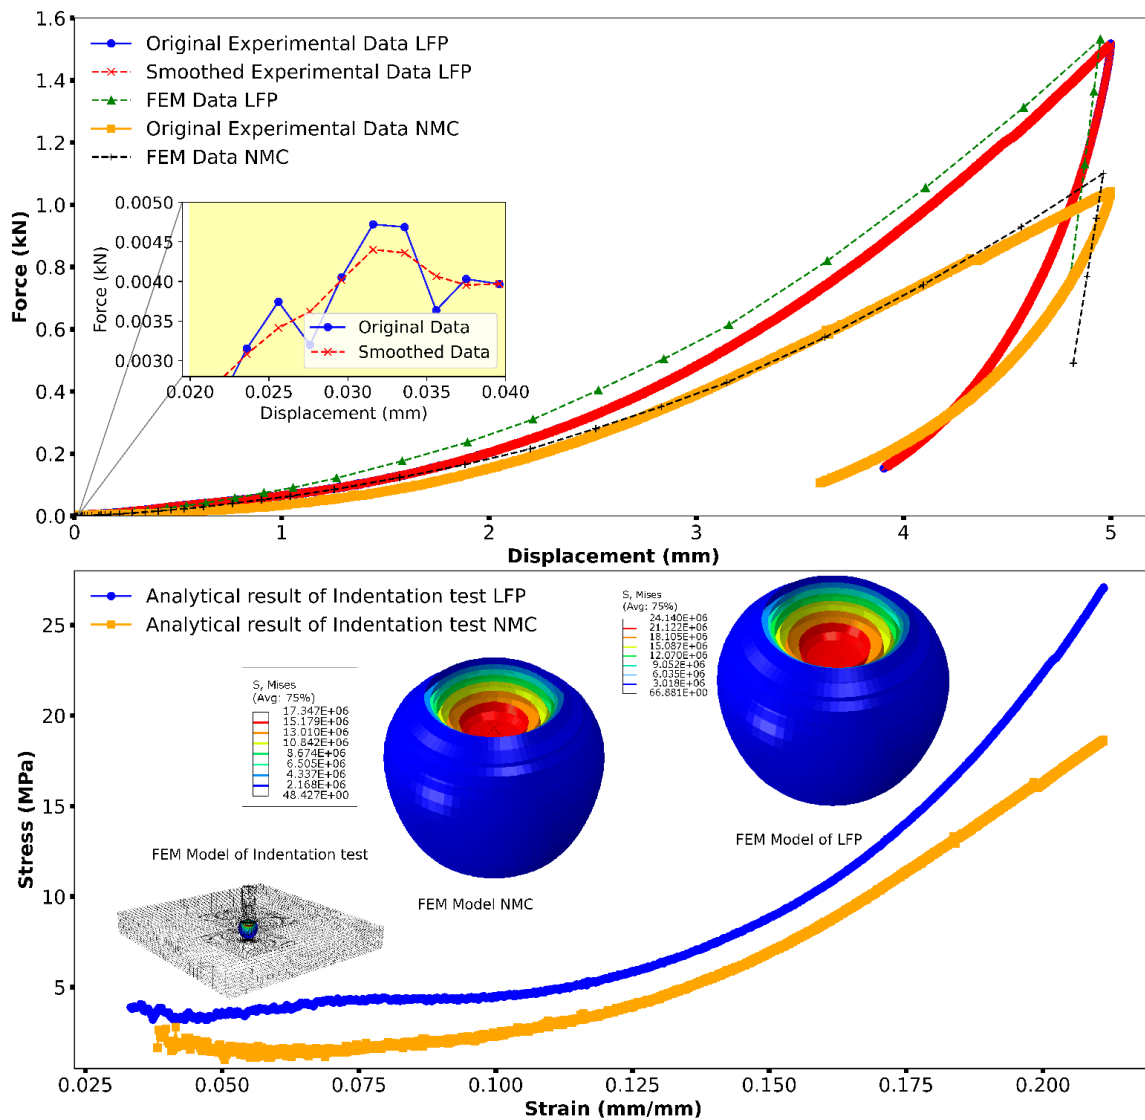 1.6
1.4
1.2
1.0
0.8
0.6
0.4
0.2
0.0
Force (kN)
Original Experimental Data LFP
Smoothed Experimental Data LFP
FEM Data LFP
Original Experimental Data NMC
FEM Data NMC
0.0050
0.0045
0.0040
0.0035
0.0030
Force (kN)
Original Data
Smoothed Data
0.020 0.025 0.030 0.035 0.040
Displacement (mm)
0 1 2 3 4 5
Displacement (mm)
25
20
15
10
5
Stress (MPa)
Analytical result of Indentation test LFP
Analytical result of Indentation test NMC
S, Mises
(Avg: 75%)
24.140E+06
21.122E+06
18.105E+06
15.087E+06
12.070E+06
9.052E+06
6.035E+06
3.018E+06
66.881E+00
S, Mises
(Avg: 75%)
17.347E+06
15.179E+06
13.010E+06
10.842E+06
8.674E+06
6.505E+06
4.337E+06
2.168E+06
48.427E+00
FEM Model of LFP
FEM Model of Indentation test
FEM Model NMC
0.025 0.050 0.075 0.100 0.125 0.150 0.175 0.200
Strain (mm/mm)